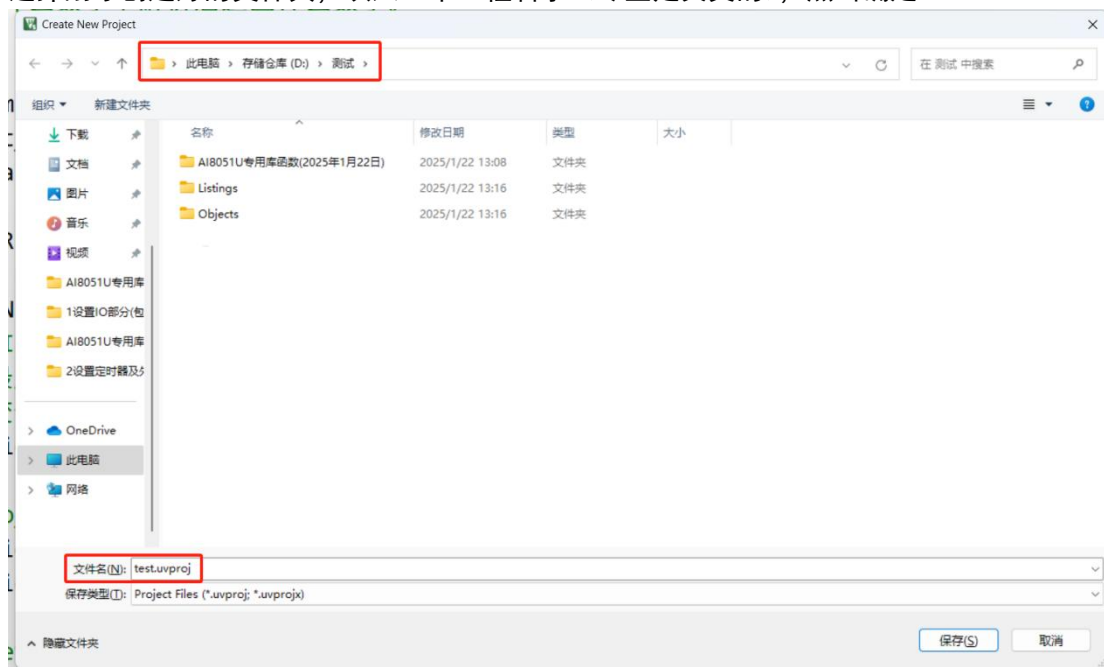 Create New Project
此电脑 › 存储仓库 (D:) › 测试 ›
在 测试 中搜索
组织 新建文件夹
名称 修改日期 类型 大小
下载
文档
图片
音乐
视频
AI8051U专用库
1设置IO部分(包
AI8051U专用库
2设置定时器及外
OneDrive
此电脑
网络
AI8051U专用库函数(2025年1月22日) 2025/1/22 13:08 文件夹
Listings 2025/1/22 13:16 文件夹
Objects 2025/1/22 13:16 文件夹
文件名(N): test.uvproj
保存类型(T): Project Files (*.uvproj; *.uvprojx)
隐藏文件夹
保存(S) 取消